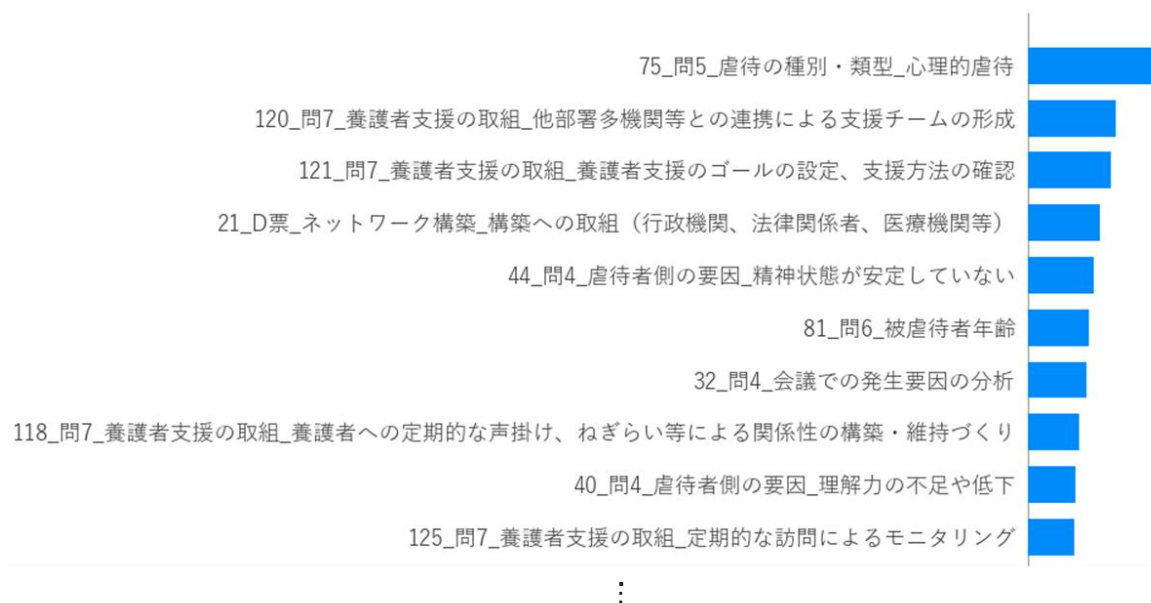 75_問5_虐待の種別・類型_心理的虐待
120_問7_養護者支援の取組_他部署多機関等との連携による支援チームの形成
121_問7_養護者支援の取組_養護者支援のゴールの設定、支援方法の確認
21_D票_ネットワーク構築_構築への取組（行政機関、法律関係者、医療機関等）
44_問4_虐待者側の要因_精神状態が安定していない
81_問6_被虐待者年齢
32_問4_会議での発生要因の分析
118_問7_養護者支援の取組_養護者への定期的な声掛け、ねぎらい等による関係性の構築・維持づくり
40_問4_虐待者側の要因_理解力の不足や低下
125_問7_養護者支援の取組_定期的な訪問によるモニタリング
⋮